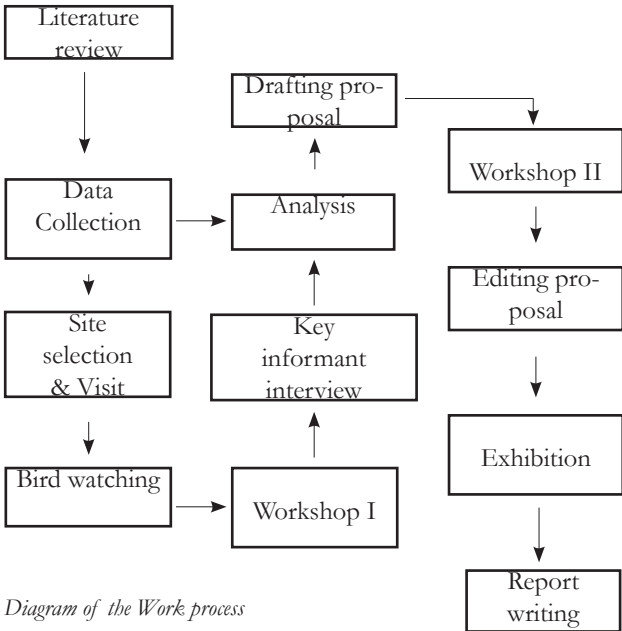 Literature
review
Data
Collection
Site
selection
& Visit
Bird watching
Workshop I
Key
informant
interview
Analysis
Drafting pro-
posal
Workshop II
Editing pro-
posal
Exhibition
Report
writing
Diagram of the Work process